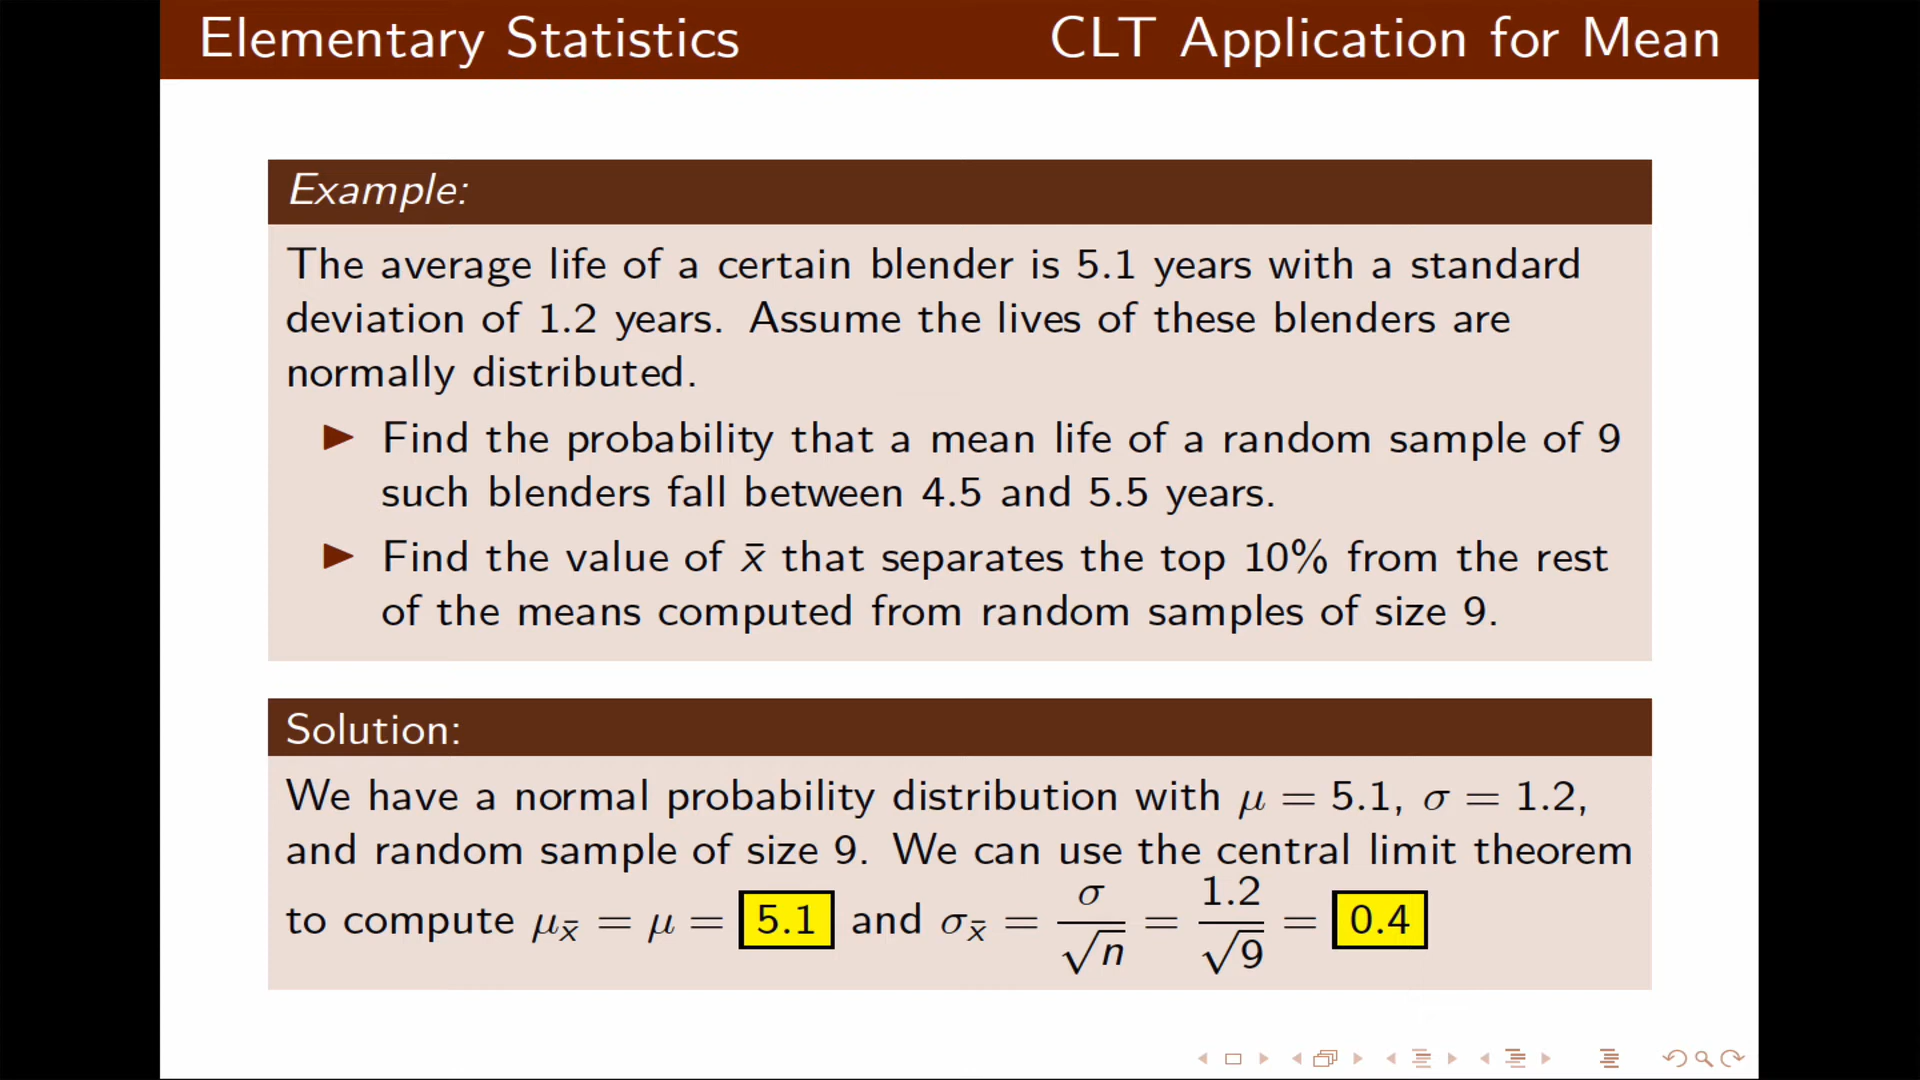 Elementary Statistics CLT Application for Mean
Example:
The average life of a certain blender is 5.1 years with a standard
deviation of 1.2 years. Assume the lives of these blenders are
normally distributed.
▶ Find the probability that a mean life of a random sample of 9
such blenders fall between 4.5 and 5.5 years.
▶ Find the value of x̄ that separates the top 10% from the rest
of the means computed from random samples of size 9.
Solution:
We have a normal probability distribution with μ = 5.1, σ = 1.2,
and random sample of size 9. We can use the central limit theorem
to compute μ_x̄ = μ = 5.1 and σ_x̄ = σ/√n = 1.2/√9 = 0.4